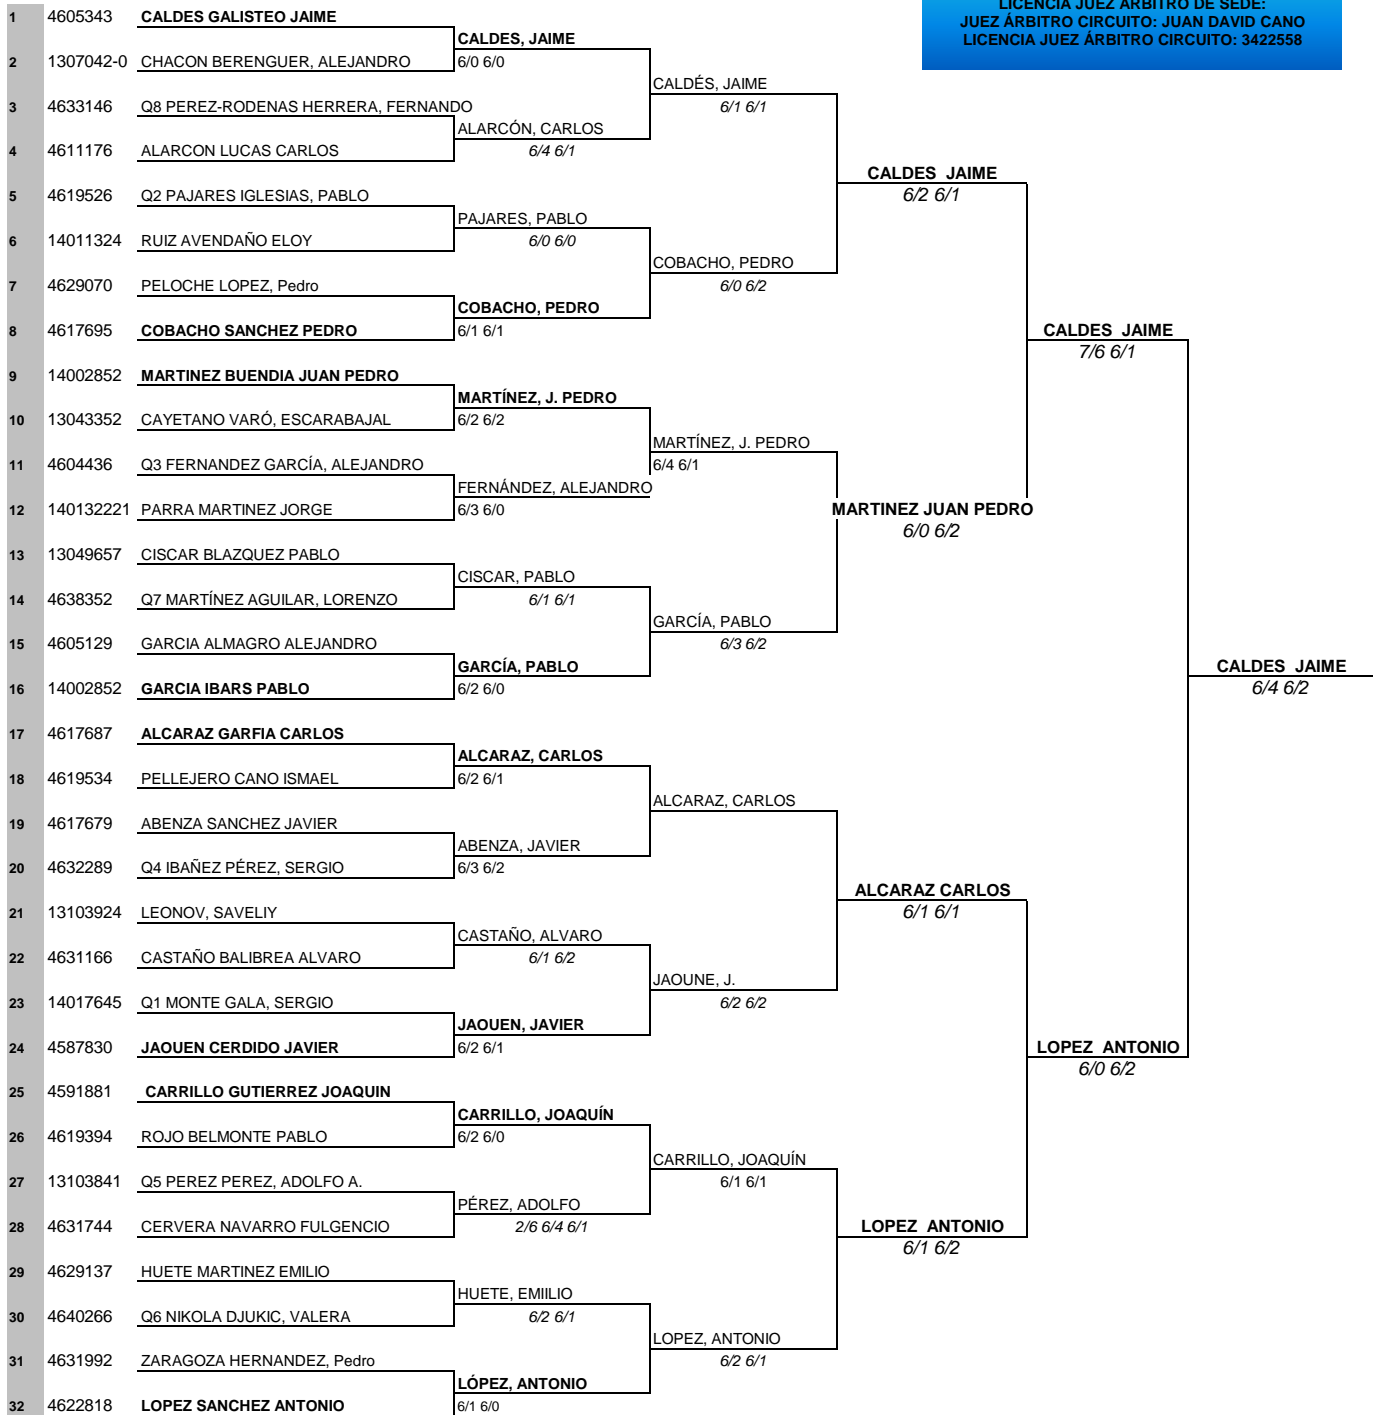 LICENCIA JUEZ ÁRBITRO DE SEDE:
JUEZ ÁRBITRO CIRCUITO: JUAN DAVID CANO
LICENCIA JUEZ ÁRBITRO CIRCUITO: 3422558
1 4605343 CALDES GALISTEO JAIME
CALDES, JAIME
2 1307042-0 CHACON BERENGUER, ALEJANDRO 6/0 6/0
CALDÉS, JAIME
3 4633146 Q8 PEREZ-RODENAS HERRERA, FERNANDO 6/1 6/1
ALARCÓN, CARLOS
4 4611176 ALARCON LUCAS CARLOS 6/4 6/1
CALDES JAIME
5 4619526 Q2 PAJARES IGLESIAS, PABLO 6/2 6/1
PAJARES, PABLO
6 14011324 RUIZ AVENDAÑO ELOY 6/0 6/0
COBACHO, PEDRO
7 4629070 PELOCHE LOPEZ, Pedro 6/0 6/2
COBACHO, PEDRO
8 4617695 COBACHO SANCHEZ PEDRO 6/1 6/1 CALDES JAIME
7/6 6/1
9 14002852 MARTINEZ BUENDIA JUAN PEDRO
MARTÍNEZ, J. PEDRO
10 13043352 CAYETANO VARÓ, ESCARABAJAL 6/2 6/2
MARTÍNEZ, J. PEDRO
11 4604436 Q3 FERNANDEZ GARCÍA, ALEJANDRO 6/4 6/1
FERNÁNDEZ, ALEJANDRO
12 140132221 PARRA MARTINEZ JORGE 6/3 6/0 MARTINEZ JUAN PEDRO
6/0 6/2
13 13049657 CISCAR BLAZQUEZ PABLO
CISCAR, PABLO
14 4638352 Q7 MARTÍNEZ AGUILAR, LORENZO 6/1 6/1
GARCÍA, PABLO
15 4605129 GARCIA ALMAGRO ALEJANDRO 6/3 6/2
GARCÍA, PABLO CALDES JAIME
16 14002852 GARCIA IBARS PABLO 6/2 6/0 6/4 6/2
17 4617687 ALCARAZ GARFIA CARLOS
ALCARAZ, CARLOS
18 4619534 PELLEJERO CANO ISMAEL 6/2 6/1
ALCARAZ, CARLOS
19 4617679 ABENZA SANCHEZ JAVIER
ABENZA, JAVIER
20 4632289 Q4 IBAÑEZ PÉREZ, SERGIO 6/3 6/2
ALCARAZ CARLOS
21 13103924 LEONOV, SAVELIY 6/1 6/1
CASTAÑO, ALVARO
22 4631166 CASTAÑO BALIBREA ALVARO 6/1 6/2
JAOUNE, J.
23 14017645 Q1 MONTE GALA, SERGIO 6/2 6/2
JAOUEN, JAVIER
24 4587830 JAOUEN CERDIDO JAVIER 6/2 6/1 LOPEZ ANTONIO
6/0 6/2
25 4591881 CARRILLO GUTIERREZ JOAQUIN
CARRILLO, JOAQUÍN
26 4619394 ROJO BELMONTE PABLO 6/2 6/0
CARRILLO, JOAQUÍN
27 13103841 Q5 PEREZ PEREZ, ADOLFO A. 6/1 6/1
PÉREZ, ADOLFO
28 4631744 CERVERA NAVARRO FULGENCIO 2/6 6/4 6/1 LOPEZ ANTONIO
6/1 6/2
29 4629137 HUETE MARTINEZ EMILIO
HUETE, EMIILIO
30 4640266 Q6 NIKOLA DJUKIC, VALERA 6/2 6/1
LOPEZ, ANTONIO
31 4631992 ZARAGOZA HERNANDEZ, Pedro 6/2 6/1
LÓPEZ, ANTONIO
32 4622818 LOPEZ SANCHEZ ANTONIO 6/1 6/0